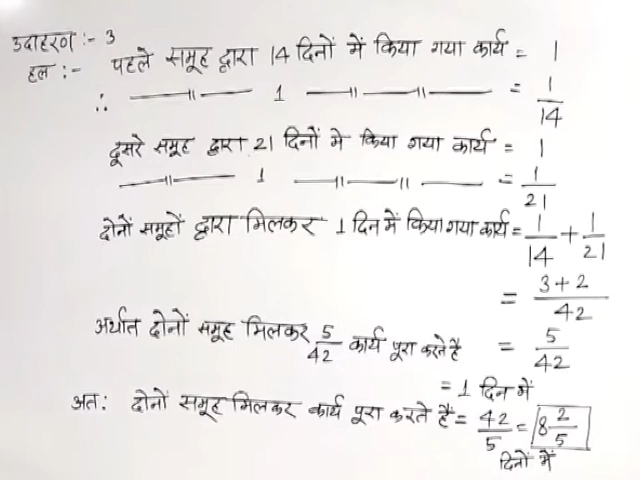 उदाहरण :- 3
हल :- पहले समूह द्वारा 14 दिनों में किया गया कार्य = 1
∴ —〃— 1 —〃—〃— = 1/14
दूसरे समूह द्वारा 21 दिनों मे किया गया कार्य = 1
—〃— 1 —〃—〃— = 1/21
दोनों समूहों द्वारा मिलकर 1 दिन में किया गया कार्य = 1/14 + 1/21
= 3+2/42
अर्थात दोनों समूह मिलकर 5/42 कार्य पूरा करते है = 5/42
= 1 दिन में
अत: दोनों समूह मिलकर कार्य पूरा करते है = 42/5 = 8 2/5
दिनों में